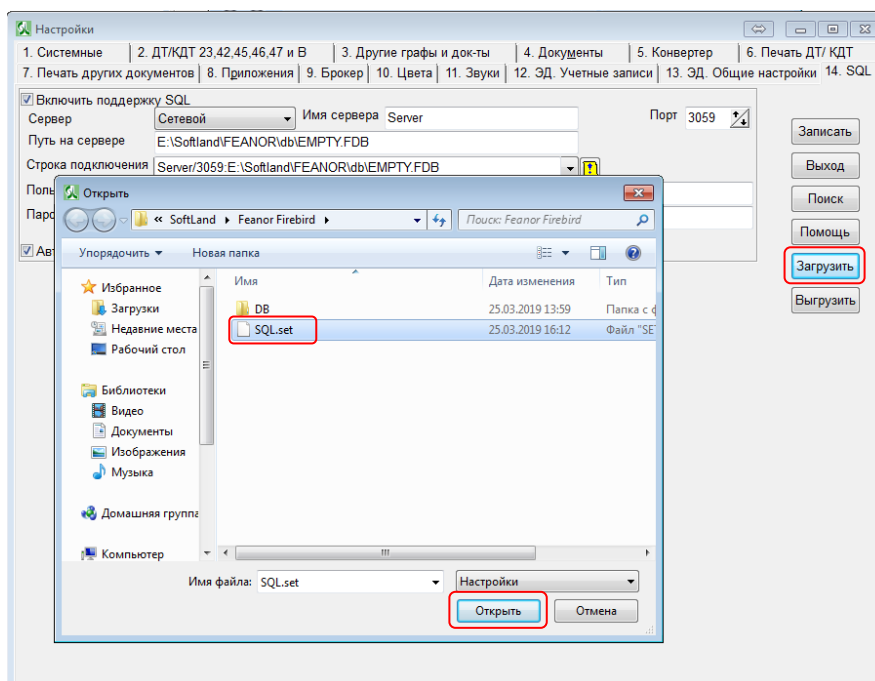 Настройки
1. Системные 2. ДТ/КДТ 23,42,45,46,47 и В 3. Другие графы и док-ты 4. Документы 5. Конвертер 6. Печать ДТ/ КДТ
7. Печать других документов 8. Приложения 9. Брокер 10. Цвета 11. Звуки 12. ЭД. Учетные записи 13. ЭД. Общие настройки 14. SQL
Включить поддержку SQL
Сервер Сетевой Имя сервера Server Порт 3059
Путь на сервере E:\Softland\FEANOR\db\EMPTY.FDB
Строка подключения Server/3059:E:\Softland\FEANOR\db\EMPTY.FDB
Поль
Паро
Авт
Записать
Выход
Поиск
Помощь
Загрузить
Выгрузить
Открыть
« SoftLand Feanor Firebird Поиск: Feanor Firebird
Упорядочить Новая папка
Имя Дата изменения Тип
DB 25.03.2019 13:59 Папка с ф
SQL.set 25.03.2019 16:12 Файл "SE
Избранное
Загрузки
Недавние места
Рабочий стол
Библиотеки
Видео
Документы
Изображения
Музыка
Домашняя группа
Компьютер
Имя файла: SQL.set Настройки
Открыть Отмена